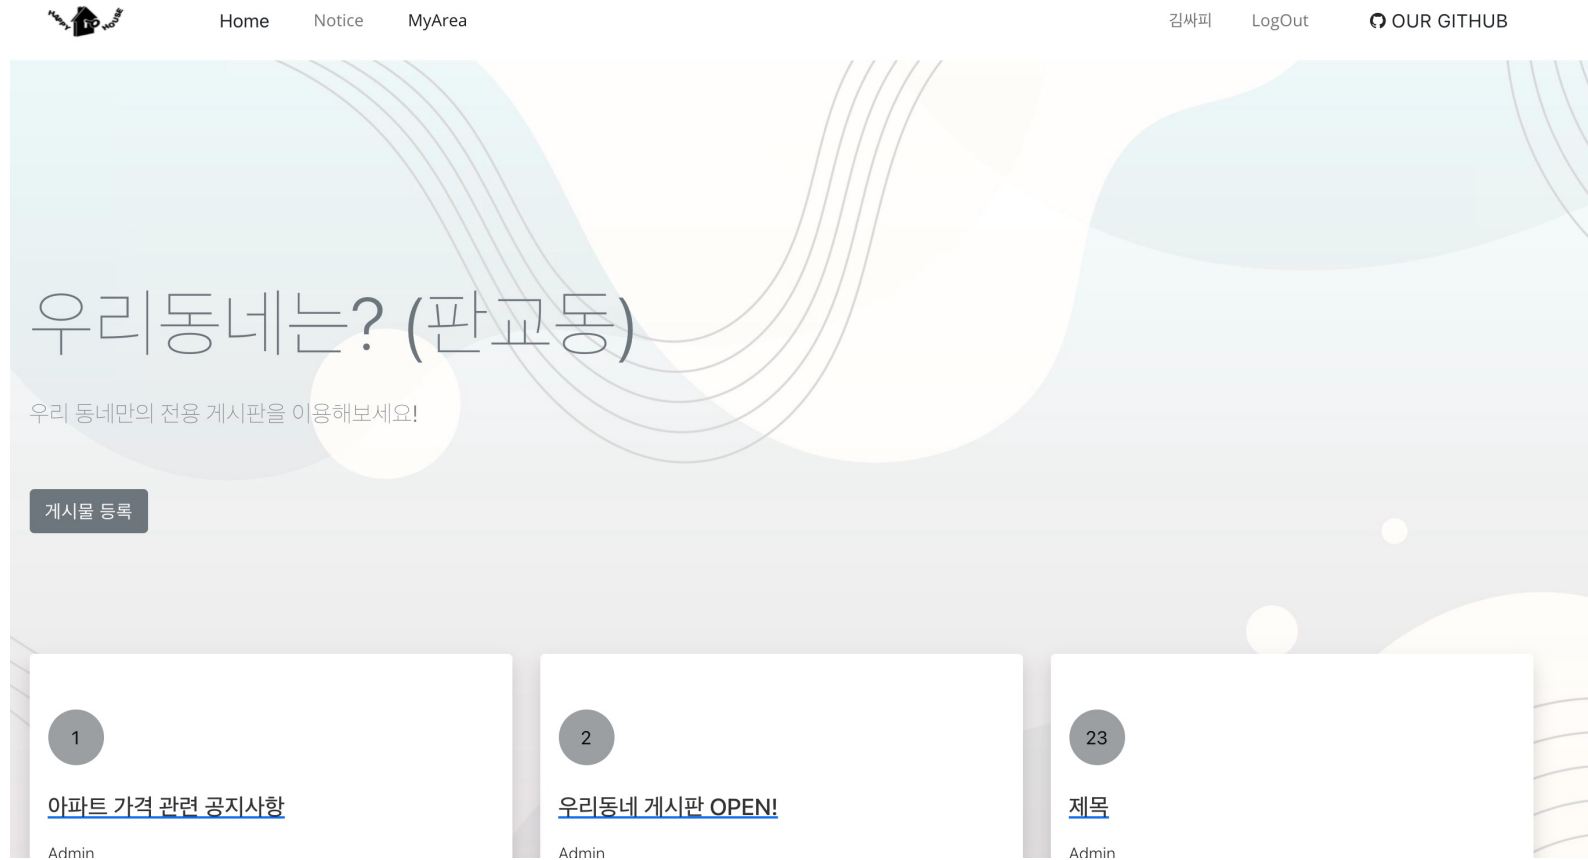 HAPPY TO HOUSE
Home
Notice
MyArea
김싸피
LogOut
OUR GITHUB
우리동네는? (판교동)
우리 동네만의 전용 게시판을 이용해보세요!
게시물 등록
1
아파트 가격 관련 공지사항
Admin
2
우리동네 게시판 OPEN!
Admin
23
제목
Admin